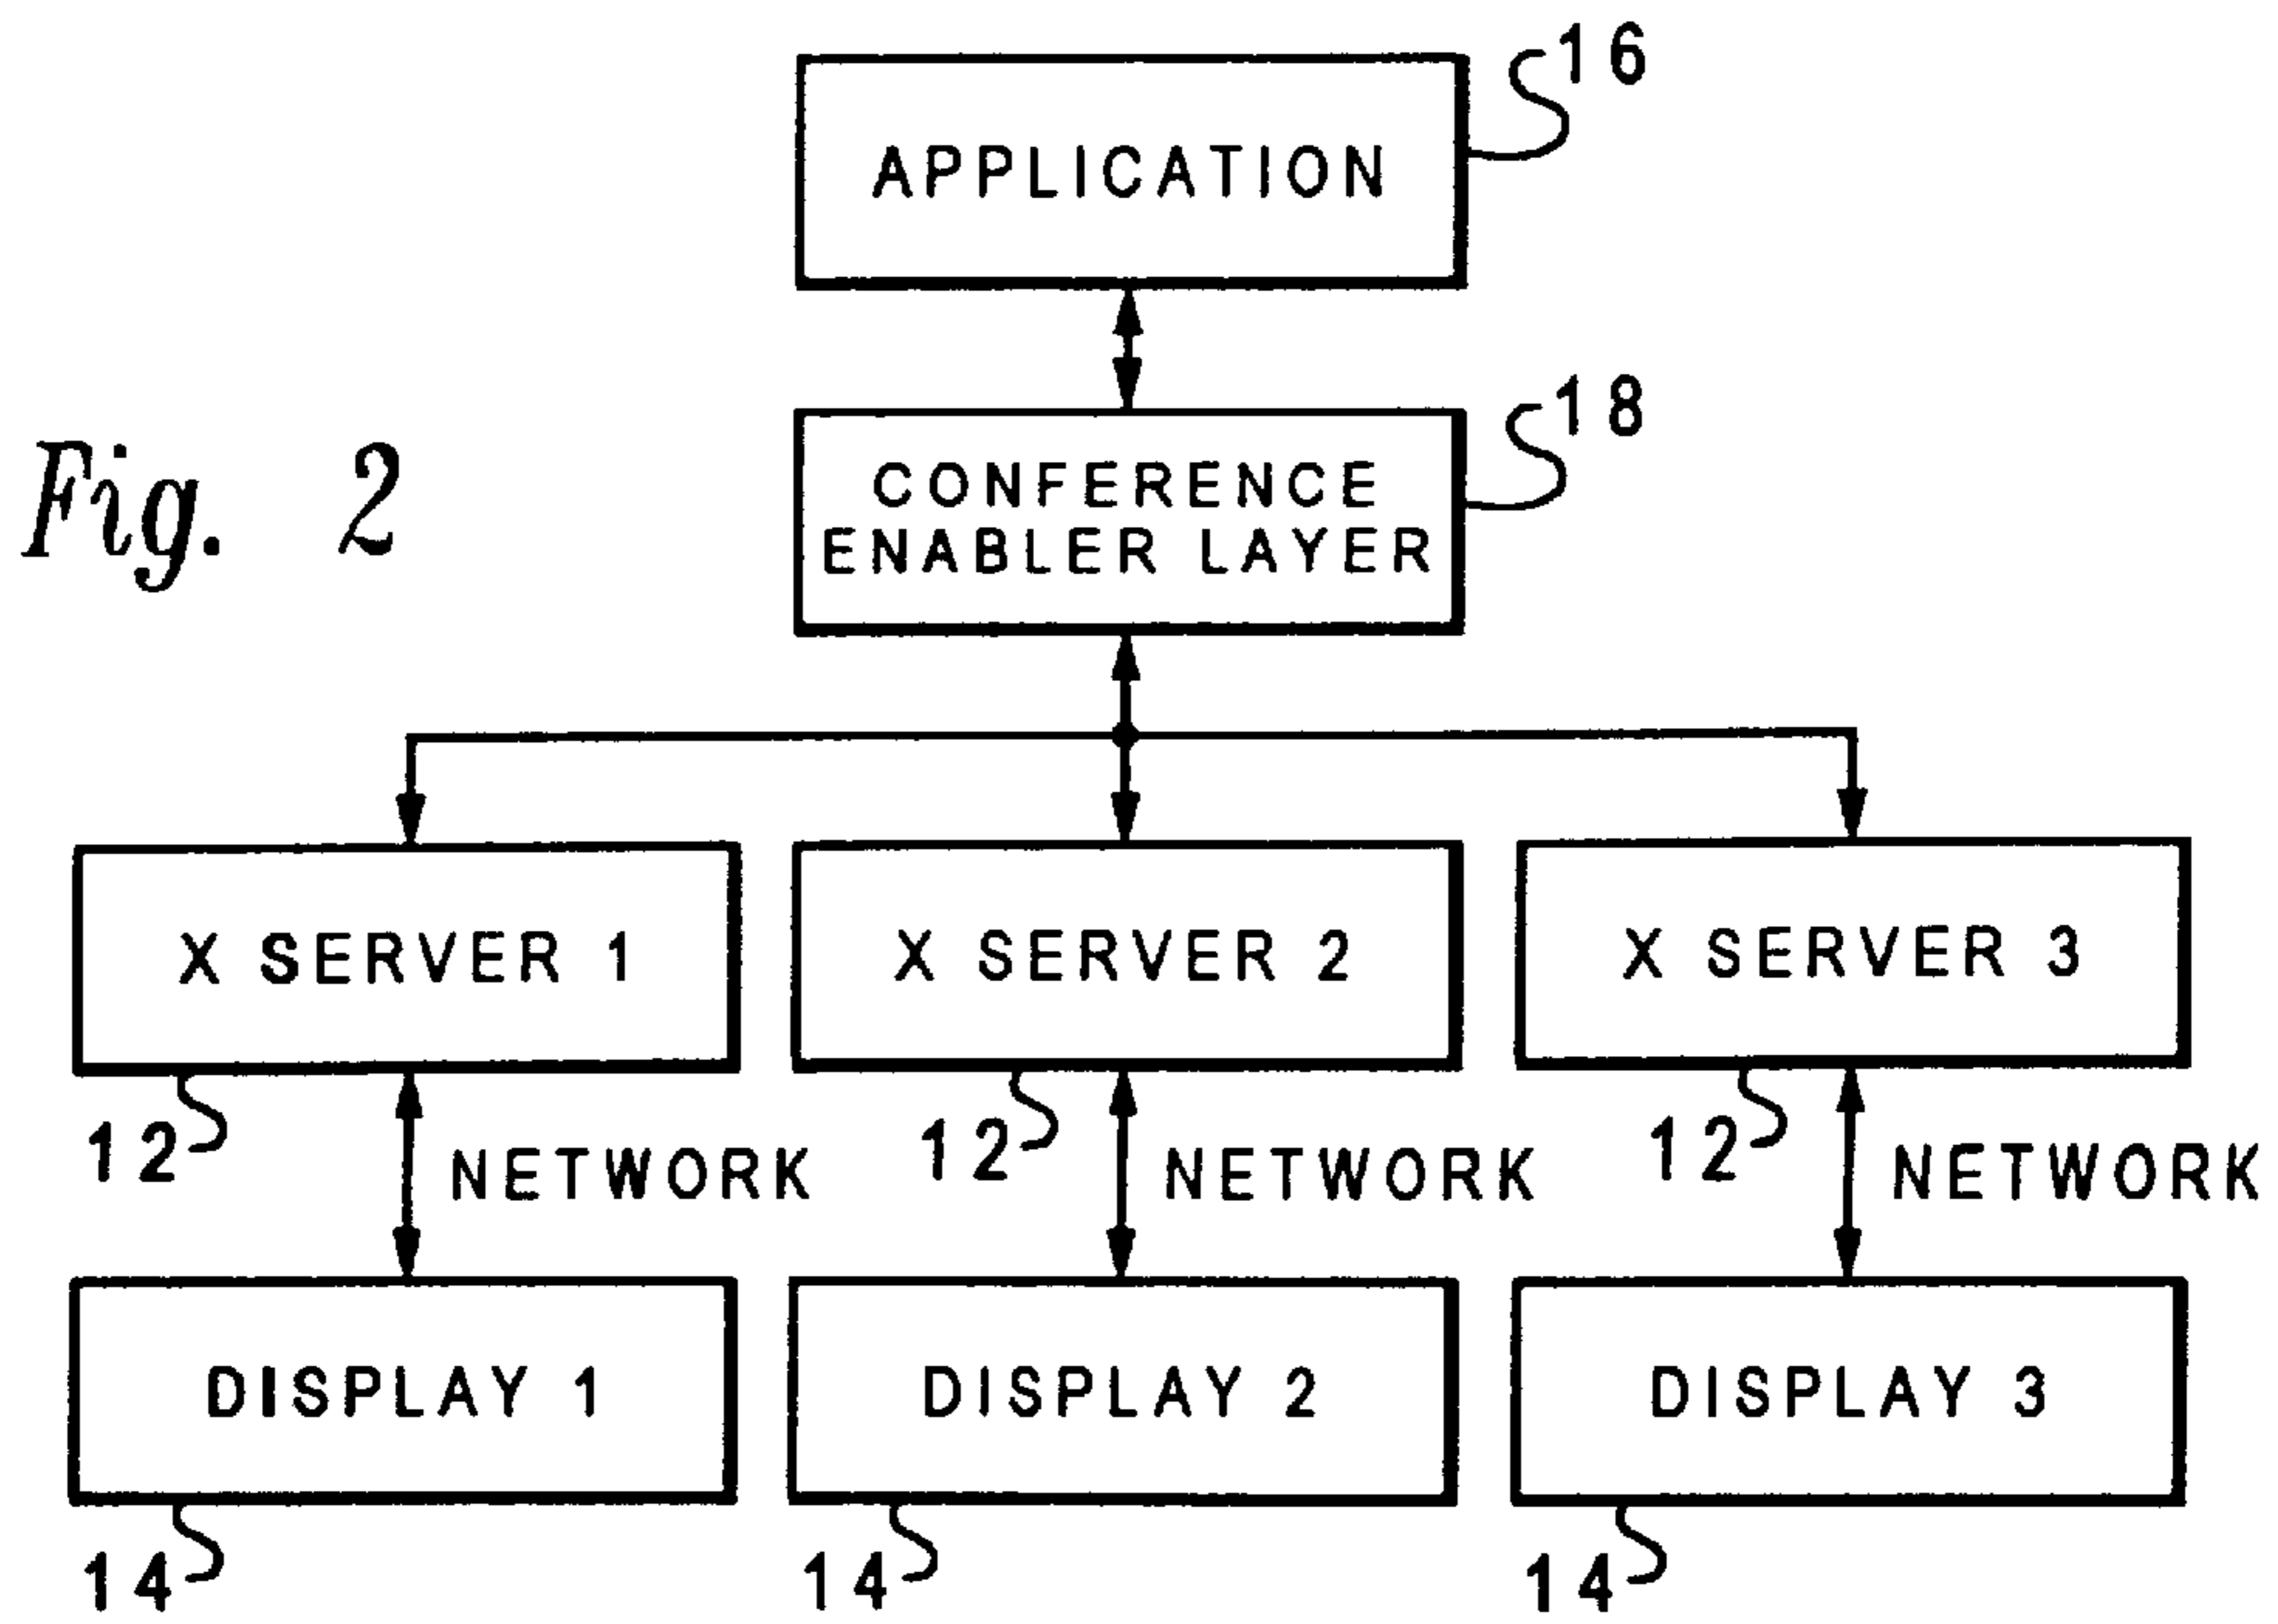 16
APPLICATION
18
CONFERENCE
ENABLER LAYER
Fig. 2
X SERVER 1
X SERVER 2
X SERVER 3
12
NETWORK
12
NETWORK
12
NETWORK
DISPLAY 1
DISPLAY 2
DISPLAY 3
14
14
14